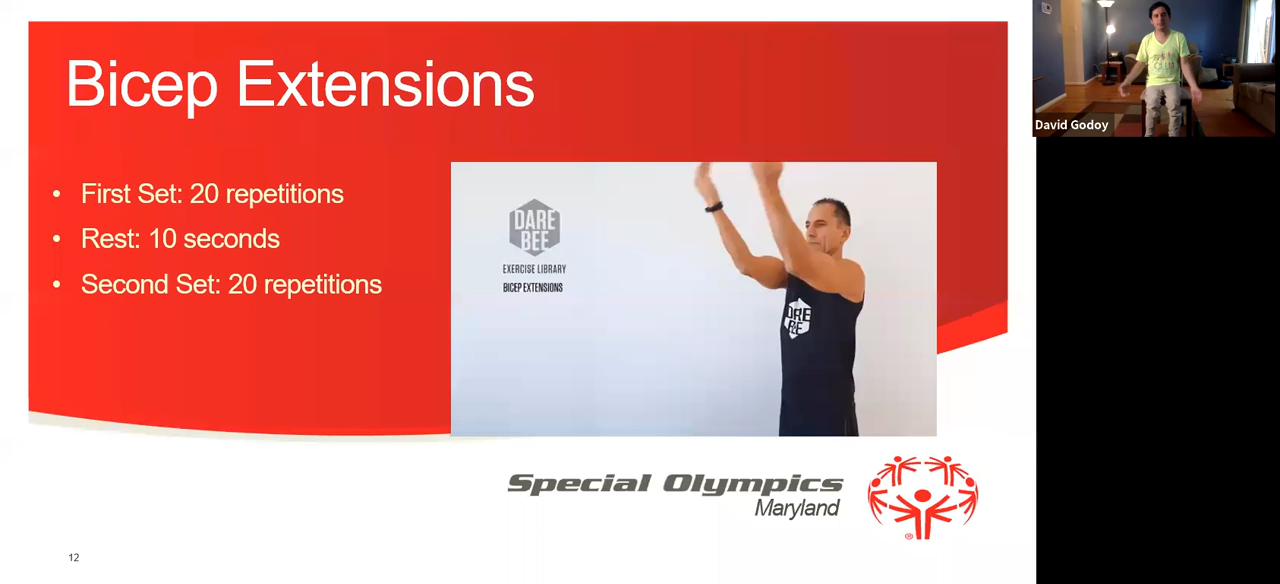 Bicep Extensions
• First Set: 20 repetitions
• Rest: 10 seconds
• Second Set: 20 repetitions
DARE
BEE
EXERCISE LIBRARY
BICEP EXTENSIONS
DARE
BEE
Special Olympics
Maryland
®
12
David Godoy